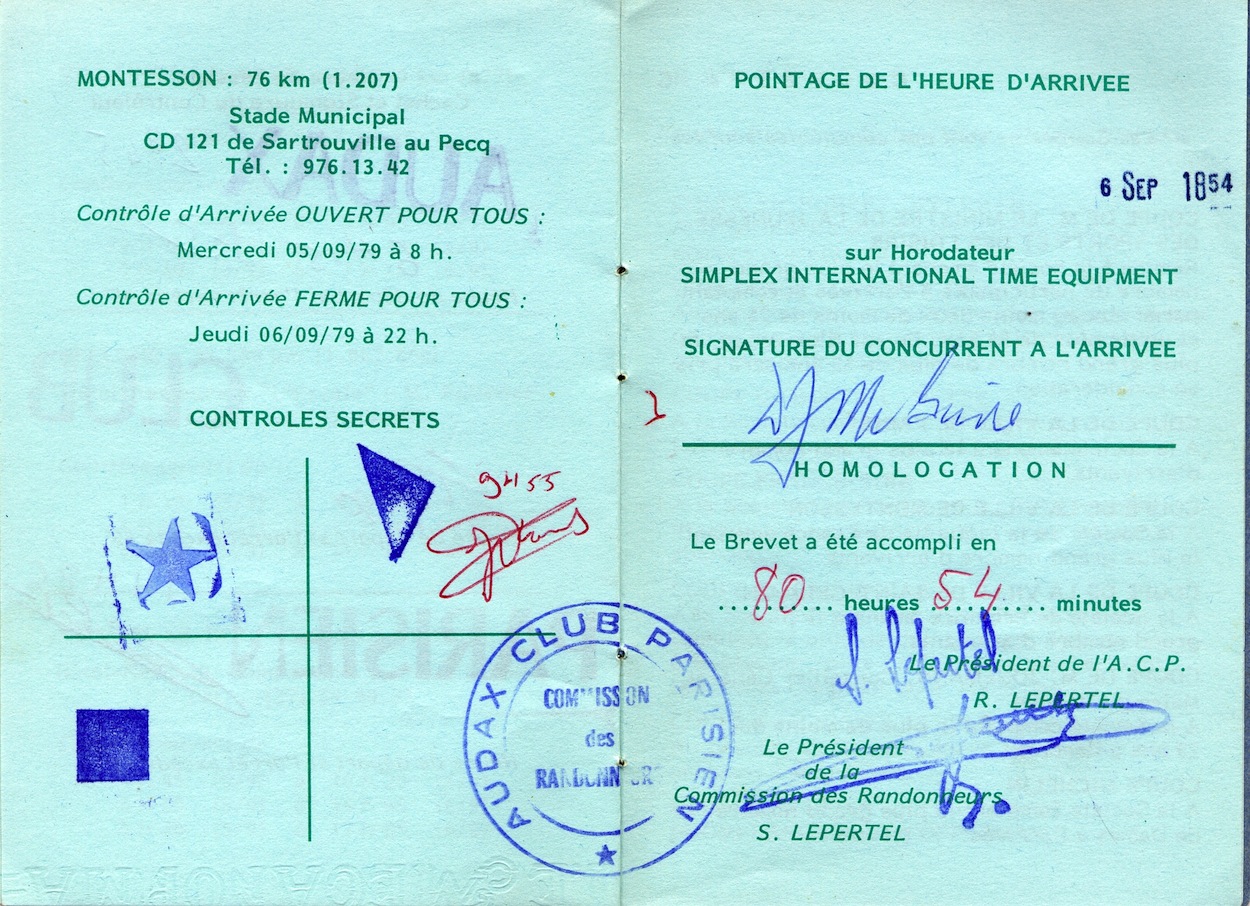 MONTESSON : 76 km (1.207)
Stade Municipal
CD 121 de Sartrouville au Pecq
Tél. : 976.13.42
Contrôle d'Arrivée OUVERT POUR TOUS :
Mercredi 05/09/79 à 8 h.
Contrôle d'Arrivée FERME POUR TOUS :
Jeudi 06/09/79 à 22 h.
CONTROLES SECRETS
9H55
AUDAX CLUB PARISIEN
COMMISSION
des
RANDONNEURS
POINTAGE DE L'HEURE D'ARRIVEE
6 SEP 18 54
sur Horodateur
SIMPLEX INTERNATIONAL TIME EQUIPMENT
SIGNATURE DU CONCURRENT A L'ARRIVEE
HOMOLOGATION
Le Brevet a été accompli en
....80.... heures 54...... minutes
S. Lepertel
Le Président de l'A.C.P.
R. LEPERTEL
Le Président
de la
Commission des Randonneurs
S. LEPERTEL